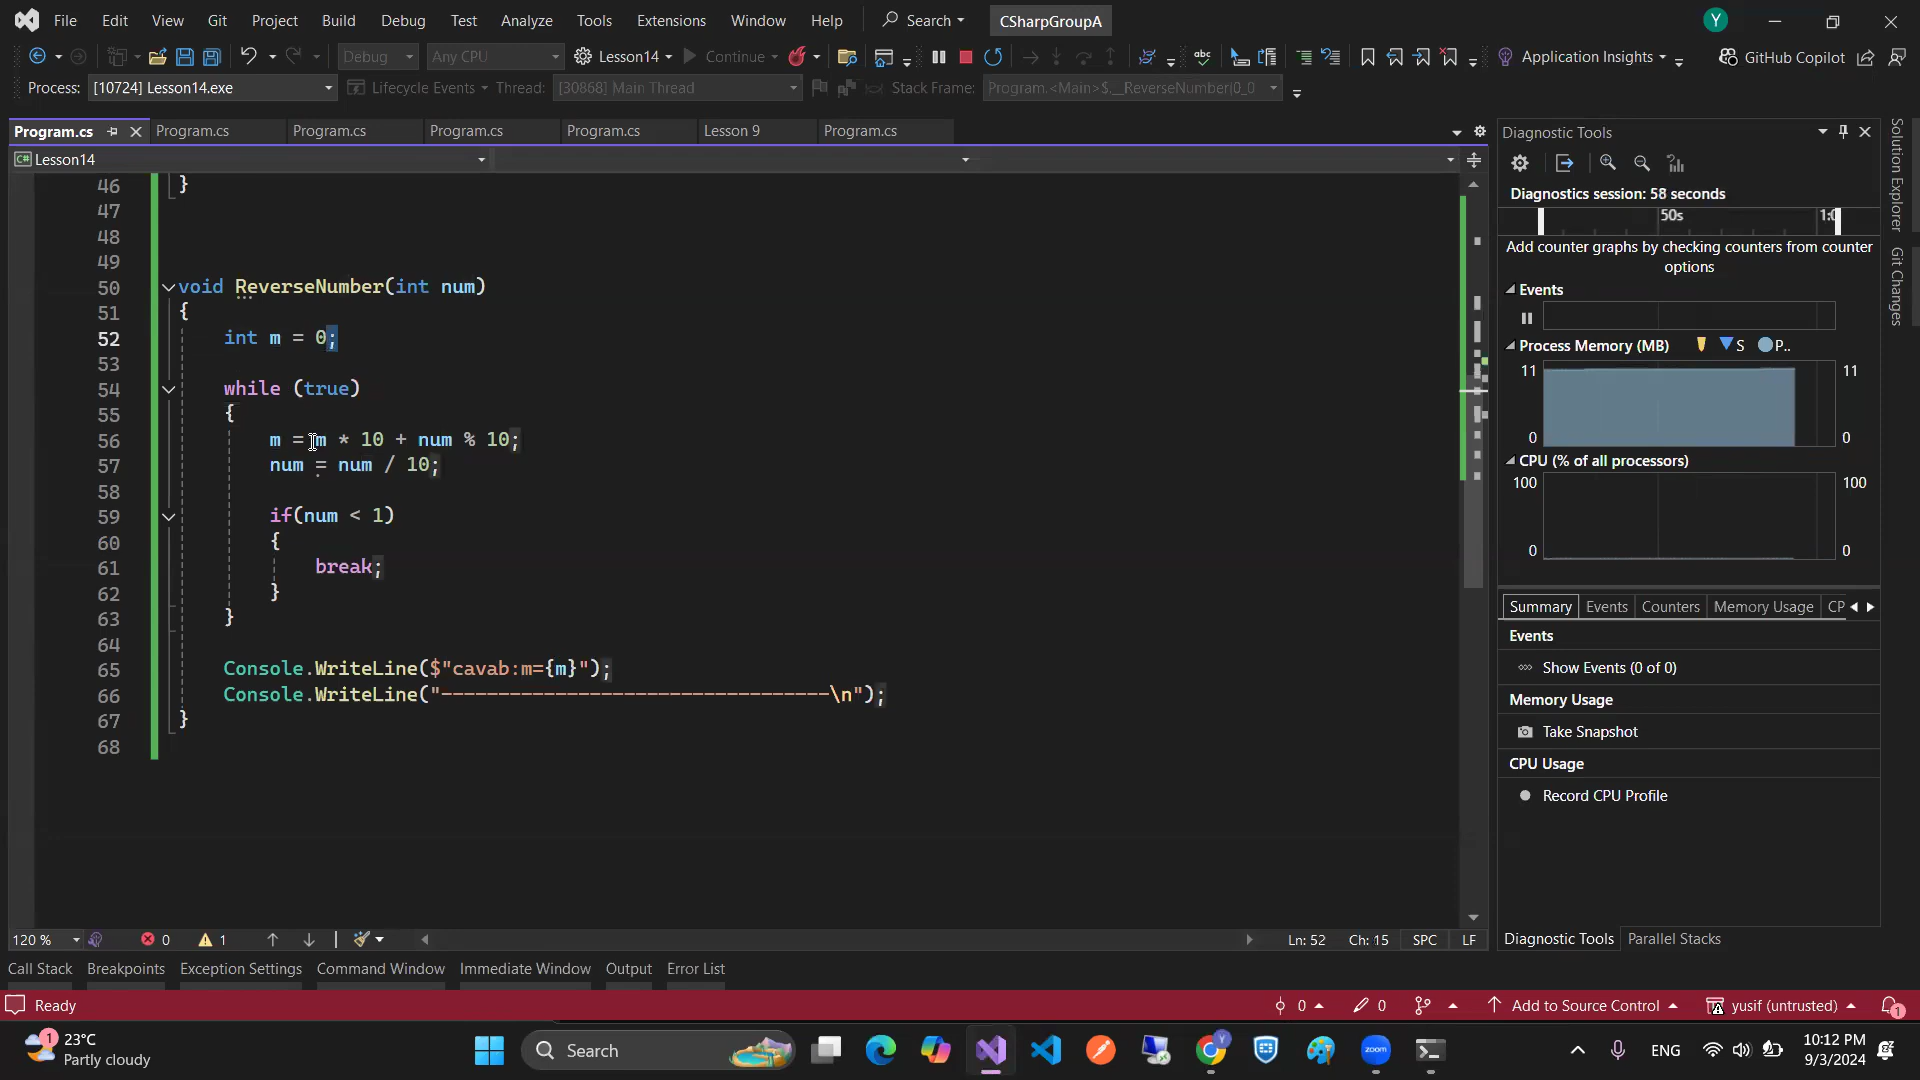 File Edit View Git Project Build Debug Test Analyze Tools Extensions Window Help Search CSharpGroupA Y
Debug Any CPU Lesson14 Continue Application Insights GitHub Copilot
Process: [10724] Lesson14.exe Lifecycle Events Thread: [30868] Main Thread Stack Frame: Program.<Main>$.__ReverseNumber|0_0
Program.cs Program.cs Program.cs Program.cs Program.cs Lesson 9 Program.cs
C# Lesson14
46 }
47
48
49
50 void ReverseNumber(int num)
51 {
52 int m = 0;
53
54 while (true)
55 {
56 m = m * 10 + num % 10;
57 num = num / 10;
58
59 if(num < 1)
60 {
61 break;
62 }
63 }
64
65 Console.WriteLine($"cavab:m={m}");
66 Console.WriteLine("----------------------------------\n");
67 }
68
120 % 0 1 Ln: 52 Ch: 15 SPC LF
Call Stack Breakpoints Exception Settings Command Window Immediate Window Output Error List
Diagnostic Tools
Diagnostics session: 58 seconds
50s 1:0
Add counter graphs by checking counters from counter
options
Events
Process Memory (MB) S P..
11 11
0 0
CPU (% of all processors)
100 100
0 0
Summary Events Counters Memory Usage CP
Events
Show Events (0 of 0)
Memory Usage
Take Snapshot
CPU Usage
Record CPU Profile
Diagnostic Tools Parallel Stacks
Solution Explorer
Git Changes
Ready 0 0 Add to Source Control yusif (untrusted) 1
1 23°C
Partly cloudy
Search
zoom
ENG
10:12 PM
9/3/2024